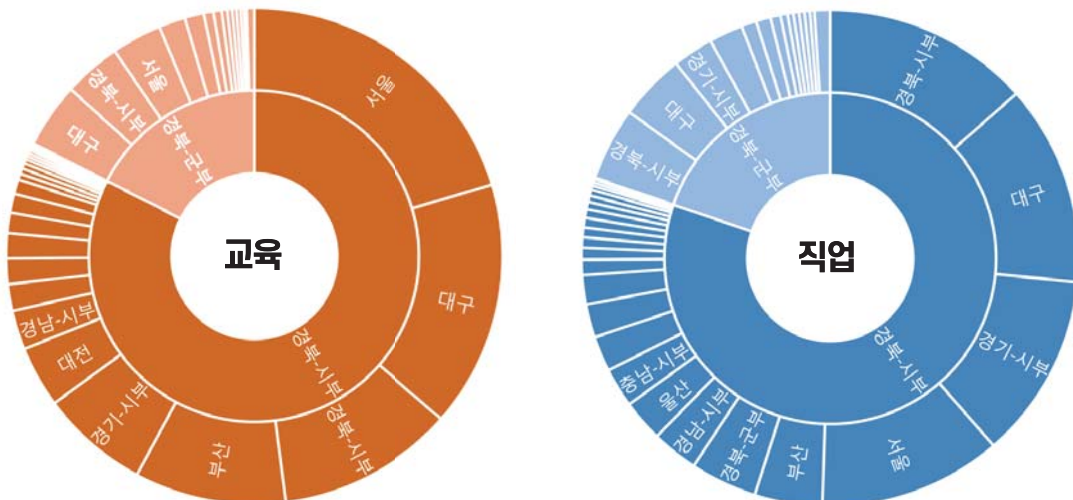 교육
서울
대구
경북-시부
부산
경기-시부
대전
경남-시부
경북-시부
대구
경북-시부
서울
경북-군부
직업
경북-시부
대구
경기-시부
서울
부산
경북-군부
경남-시부
울산
충남-시부
경북-시부
경북-시부
대구
경기-시부
경북-군부